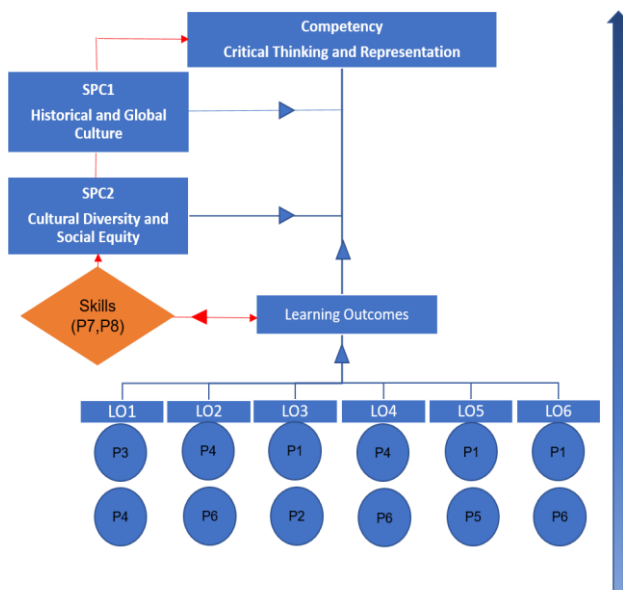 Competency
Critical Thinking and Representation
SPC1
Historical and Global
Culture
SPC2
Cultural Diversity and
Social Equity
Skills
(P7,P8)
Learning Outcomes
LO1 LO2 LO3 LO4 LO5 LO6
P3 P4 P1 P4 P1 P1
P4 P6 P2 P6 P5 P6